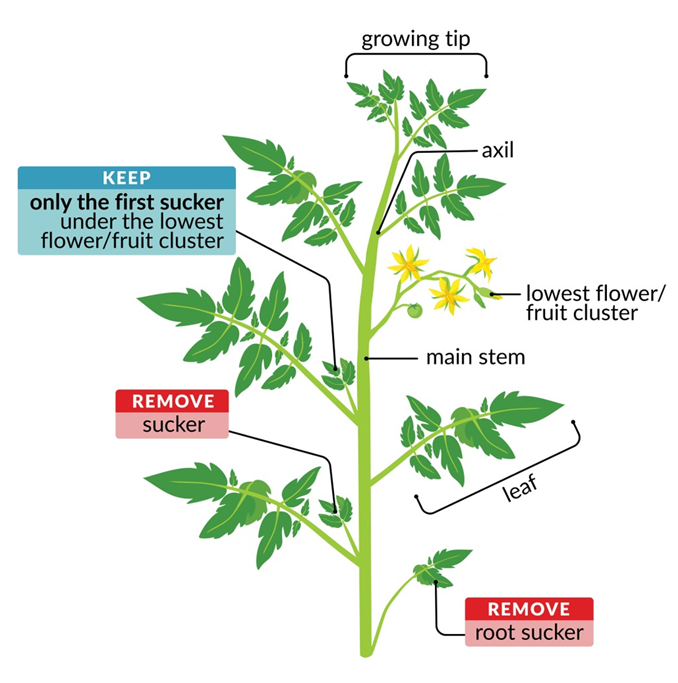 growing tip
axil
KEEP
only the first sucker
under the lowest
flower/fruit cluster
lowest flower/
fruit cluster
main stem
REMOVE
sucker
leaf
REMOVE
root sucker